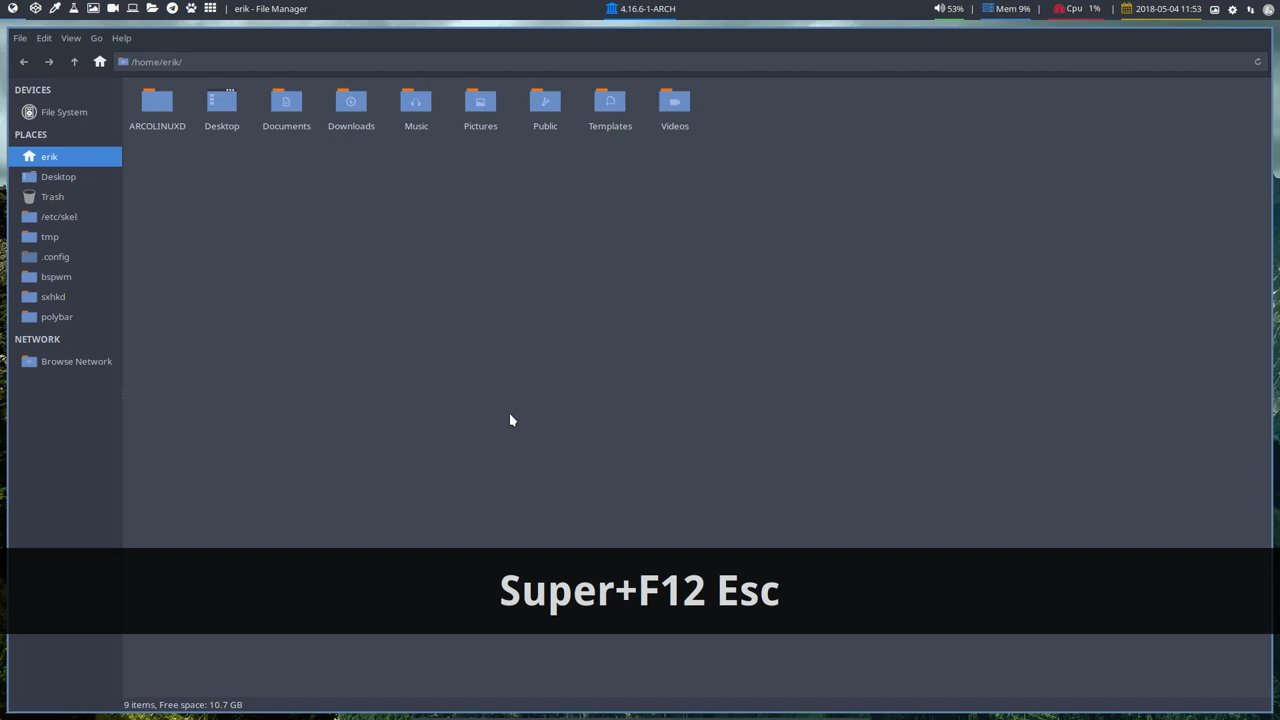 erik - File Manager
4.16.6-1-ARCH
53% | Mem 9% | Cpu 1% | 2018-05-04 11:53
File Edit View Go Help
/home/erik/
DEVICES
File System
PLACES
erik
Desktop
Trash
/etc/skel
tmp
.config
bspwm
sxhkd
polybar
NETWORK
Browse Network
ARCOLINUXD Desktop Documents Downloads Music Pictures Public Templates Videos
Super+F12 Esc
9 items, Free space: 10.7 GB